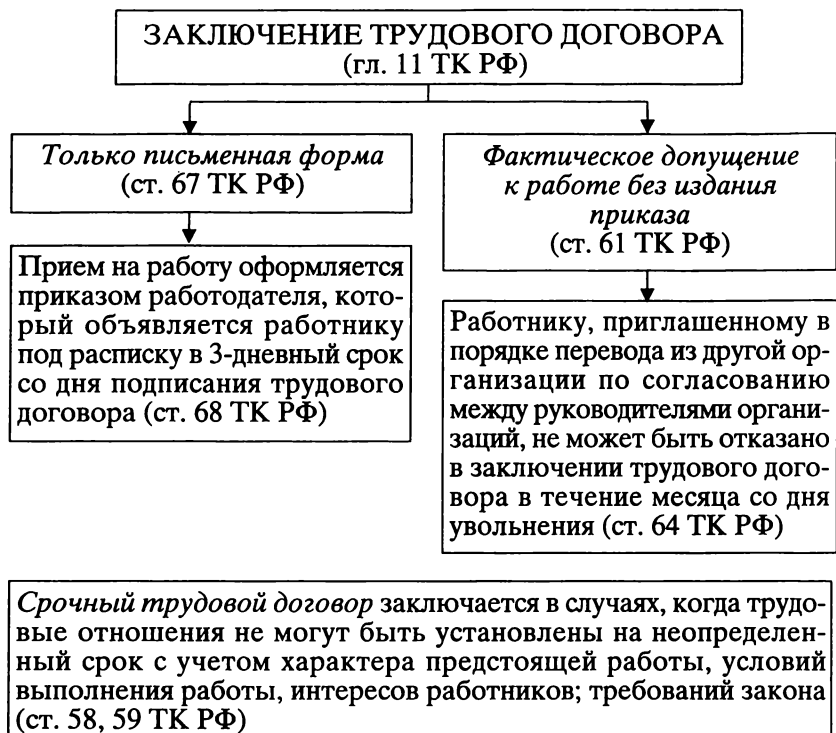 ЗАКЛЮЧЕНИЕ ТРУДОВОГО ДОГОВОРА
(гл. 11 ТК РФ)
Только письменная форма
(ст. 67 ТК РФ)
Прием на работу оформляется
приказом работодателя, кото-
рый объявляется работнику
под расписку в 3-дневный срок
со дня подписания трудового
договора (ст. 68 ТК РФ)
Фактическое допущение
к работе без издания
приказа
(ст. 61 ТК РФ)
Работнику, приглашенному в
порядке перевода из другой ор-
ганизации по согласованию
между руководителями органи-
заций, не может быть отказано
в заключении трудового дого-
вора в течение месяца со дня
увольнения (ст. 64 ТК РФ)
Срочный трудовой договор заключается в случаях, когда трудо-
вые отношения не могут быть установлены на неопределен-
ный срок с учетом характера предстоящей работы, условий
выполнения работы, интересов работников; требований закона
(ст. 58, 59 ТК РФ)